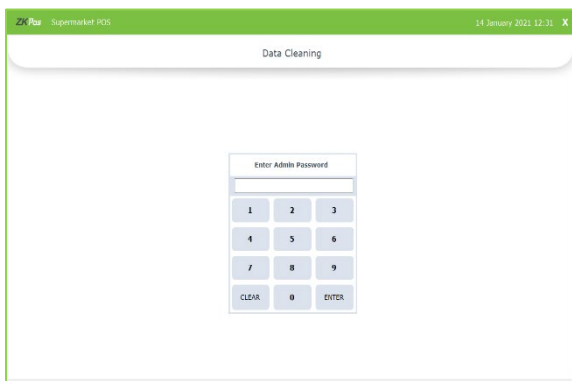 ZKPos Supermarket POS 14 January 2021 12:31 X
Data Cleaning
Enter Admin Password
1 2 3
4 5 6
7 8 9
CLEAR 0 ENTER